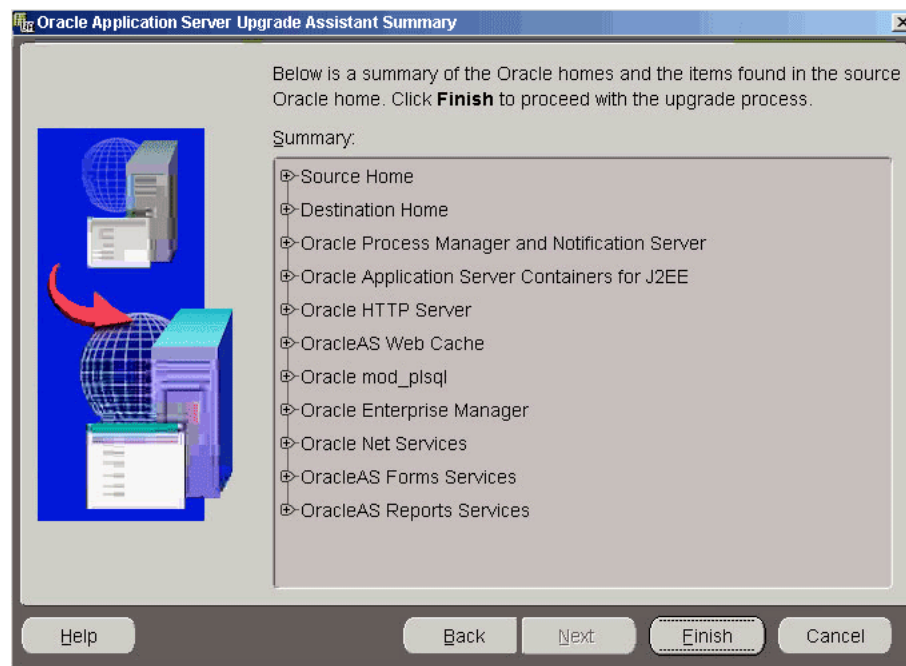 Oracle Application Server Upgrade Assistant Summary
Below is a summary of the Oracle homes and the items found in the source
Oracle home. Click Finish to proceed with the upgrade process.
Summary:
Source Home
Destination Home
Oracle Process Manager and Notification Server
Oracle Application Server Containers for J2EE
Oracle HTTP Server
OracleAS Web Cache
Oracle mod_plsql
Oracle Enterprise Manager
Oracle Net Services
OracleAS Forms Services
OracleAS Reports Services
Help Back Next Finish Cancel